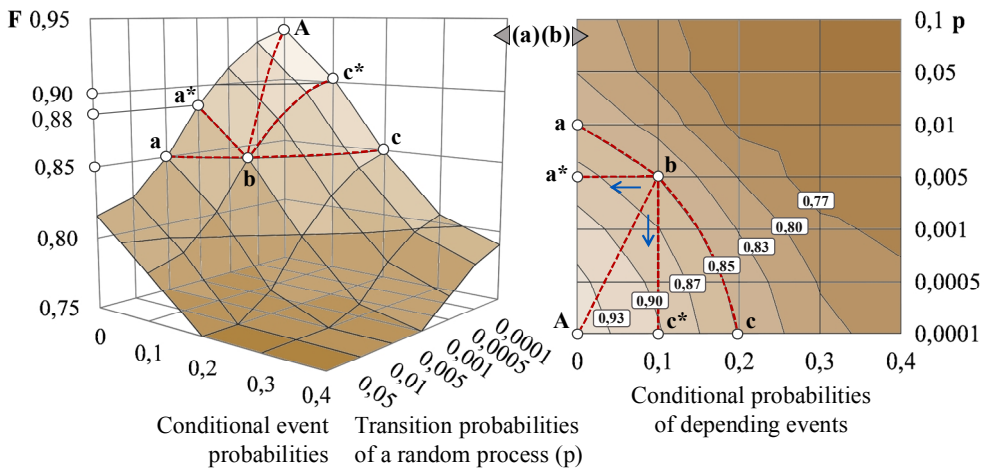 F 0,95
A
(a) (b)
0,1 p
c*
0,90
a*
0,88
a
c
0,85
b
0,80
0,75
0
0,1
0,2
0,3
0,4
0,05
0,01
0,005
0,001
0,0005
0,0001
Conditional event
probabilities
Transition probabilities
of a random process (p)
0,05
a
0,01
a*
b
0,005
0,77
0,001
0,80
0,83
0,85
0,87
0,0005
0,90
0,93
A
c*
c
0,0001
0
0,1
0,2
0,3
0,4
Conditional probabilities
of depending events